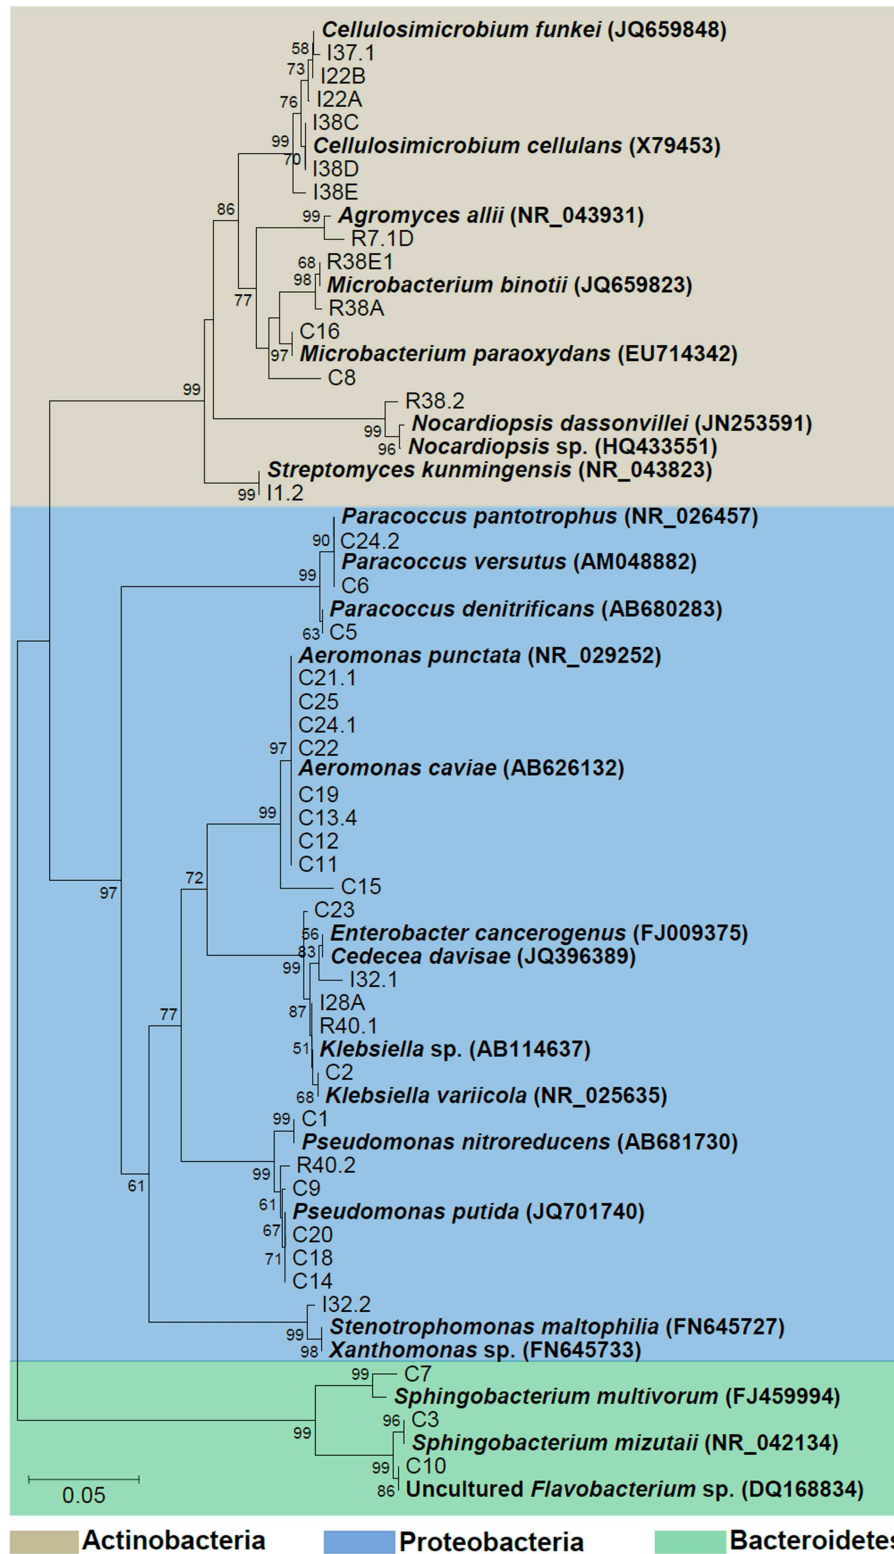 Cellulosimicrobium funkei (JQ659848)
58
I37.1
73
I22B
76
I22A
I38C
99
Cellulosimicrobium cellulans (X79453)
70
I38D
I38E
86
99
Agromyces allii (NR_043931)
R7.1D
68
R38E1
98
Microbacterium binotii (JQ659823)
77
R38A
C16
97
Microbacterium paraoxydans (EU714342)
C8
99
R38.2
Nocardiopsis dassonvillei (JN253591)
99
96
Nocardiopsis sp. (HQ433551)
Streptomyces kunmingensis (NR_043823)
99
I1.2
Paracoccus pantotrophus (NR_026457)
90
C24.2
Paracoccus versutus (AM048882)
99
C6
Paracoccus denitrificans (AB680283)
63
C5
Aeromonas punctata (NR_029252)
C21.1
C25
C24.1
97
C22
Aeromonas caviae (AB626132)
C19
99
C13.4
C12
C11
72
C15
97
C23
56
Enterobacter cancerogenus (FJ009375)
83
Cedecea davisae (JQ396389)
99
I32.1
I28A
87
77
R40.1
51
Klebsiella sp. (AB114637)
C2
68
Klebsiella variicola (NR_025635)
99
C1
Pseudomonas nitroreducens (AB681730)
99
R40.2
61
C9
61
Pseudomonas putida (JQ701740)
67
C20
71
C18
C14
I32.2
99
Stenotrophomonas maltophilia (FN645727)
98
Xanthomonas sp. (FN645733)
99
C7
Sphingobacterium multivorum (FJ459994)
96
C3
99
Sphingobacterium mizutaii (NR_042134)
99
C10
86
Uncultured Flavobacterium sp. (DQ168834)
0.05
Actinobacteria Proteobacteria Bacteroidetes